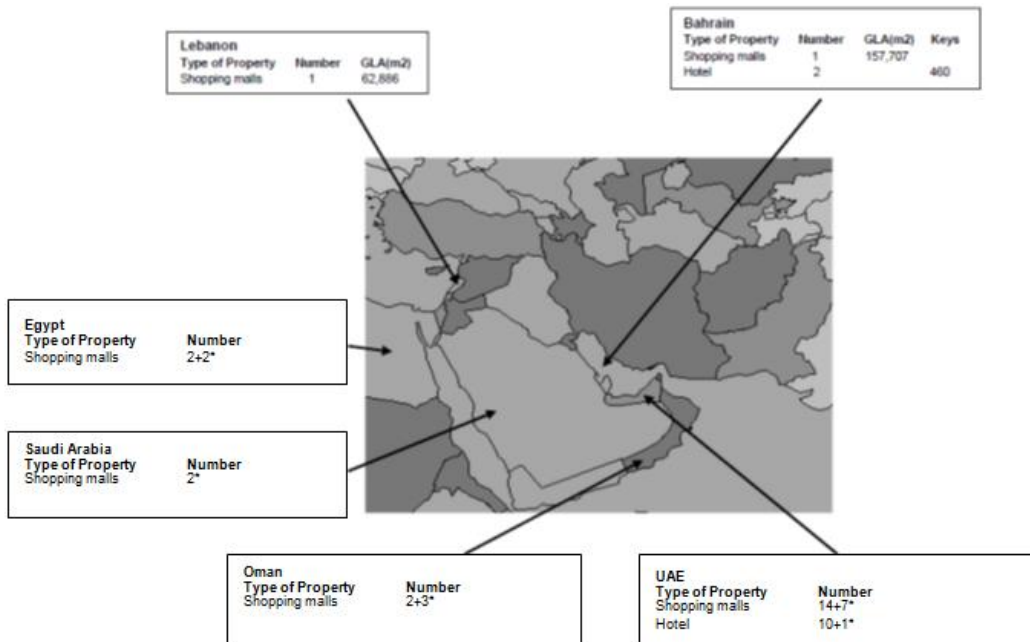 Lebanon
Type of Property Number GLA(m2)
Shopping malls 1 62,886
Bahrain
Type of Property Number GLA(m2) Keys
Shopping malls 1 157,707
Hotel 2 460
Egypt
Type of Property Number
Shopping malls 2+2*
Saudi Arabia
Type of Property Number
Shopping malls 2*
Oman
Type of Property Number
Shopping malls 2+3*
UAE
Type of Property Number
Shopping malls 14+7*
Hotel 10+1*